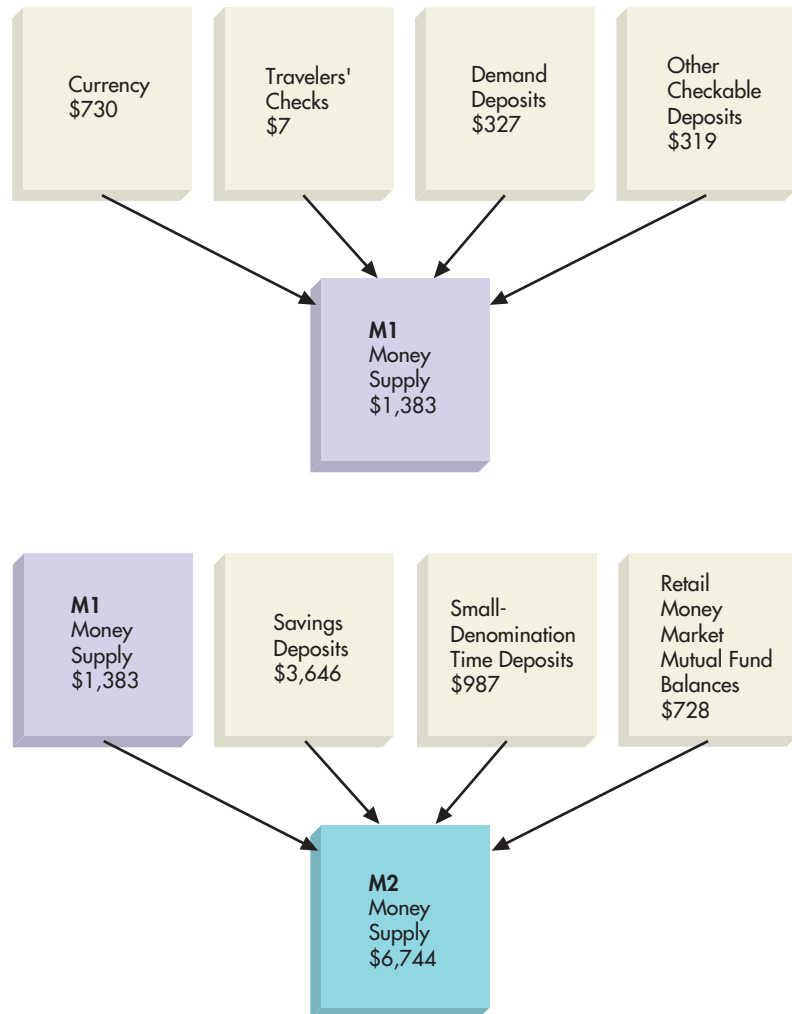 Currency
$730
Travelers'
Checks
$7
Demand
Deposits
$327
Other
Checkable
Deposits
$319
M1
Money
Supply
$1,383
M1
Money
Supply
$1,383
Savings
Deposits
$3,646
Small-
Denomination
Time Deposits
$987
Retail
Money
Market
Mutual Fund
Balances
$728
M2
Money
Supply
$6,744